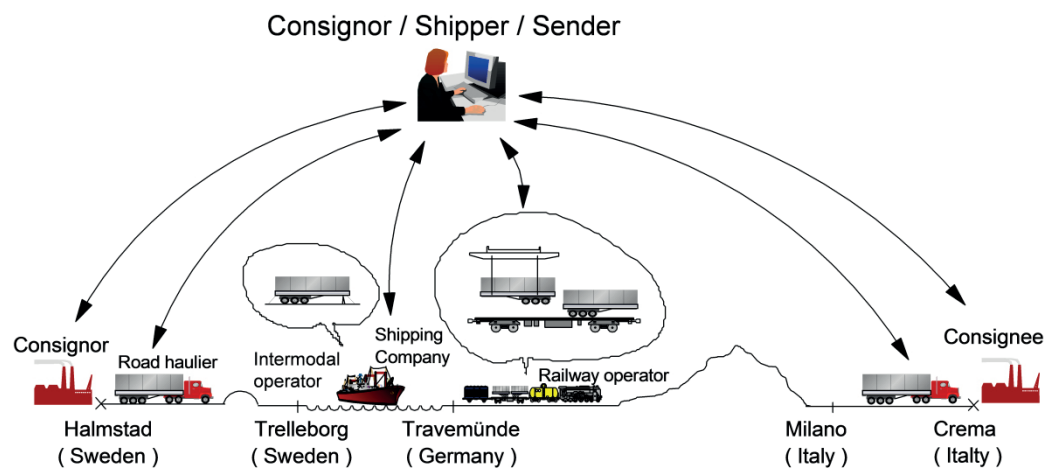 Consignor / Shipper / Sender
Consignor
Road haulier
Intermodal
operator
Shipping
Company
Railway operator
Consignee
Halmstad
( Sweden )
Trelleborg
( Sweden )
Travemünde
( Germany )
Milano
( Italy )
Crema
( Italty )